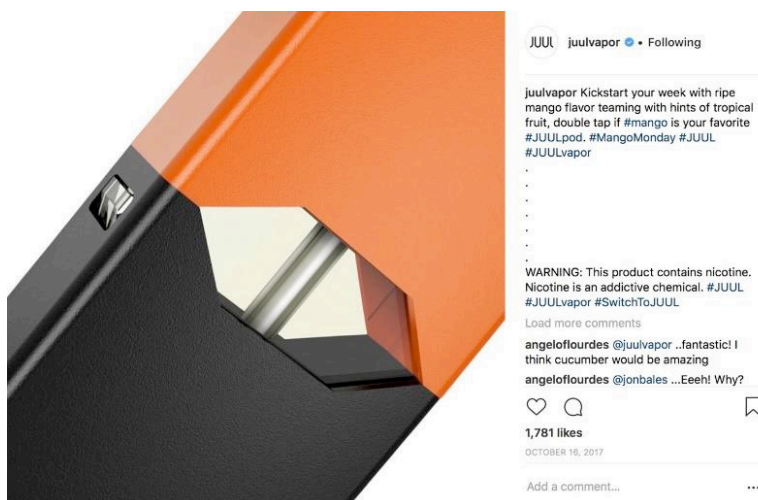 JUUL juulvapor • Following
juulvapor Kickstart your week with ripe
mango flavor teaming with hints of tropical
fruit, double tap if #mango is your favorite
#JUULpod. #MangoMonday #JUUL
#JUULvapor
.
.
.
.
.
.
WARNING: This product contains nicotine.
Nicotine is an addictive chemical. #JUUL
#JUULvapor #SwitchToJUUL
Load more comments
angeloflourdes @juulvapor ..fantastic! I
think cucumber would be amazing
angeloflourdes @jonbales ...Eeeh! Why?
1,781 likes
OCTOBER 16, 2017
Add a comment...